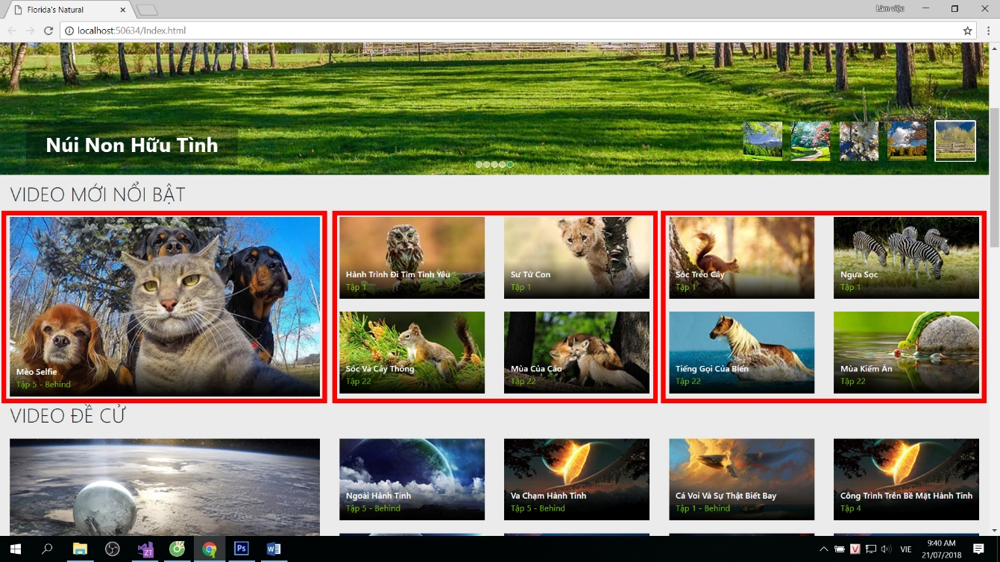 Florida's Natural
Làm việc
localhost:50634/Index.html
Núi Non Hữu Tình
VIDEO MỚI NỔI BẬT
Mèo Selfie
Tập 5 - Behind
Hành Trình Đi Tìm Tình Yêu
Tập 1
Sư Tử Con
Tập 1
Sóc Trèo Cây
Tập 1
Ngựa Sọc
Tập 1
Sóc Và Cây Thông
Tập 22
Mùa Của Cáo
Tập 22
Tiếng Gọi Của Biển
Tập 22
Mùa Kiếm Ăn
Tập 22
VIDEO ĐỀ CỬ
Ngoài Hành Tinh
Tập 5 - Behind
Va Chạm Hành Tinh
Tập 5 - Behind
Cá Voi Và Sự Thật Biết Bay
Tập 1 - Behind
Công Trình Trên Bề Mặt Hành Tinh
Tập 4
ZT
Ps
V
VIE
9:40 AM
21/07/2018